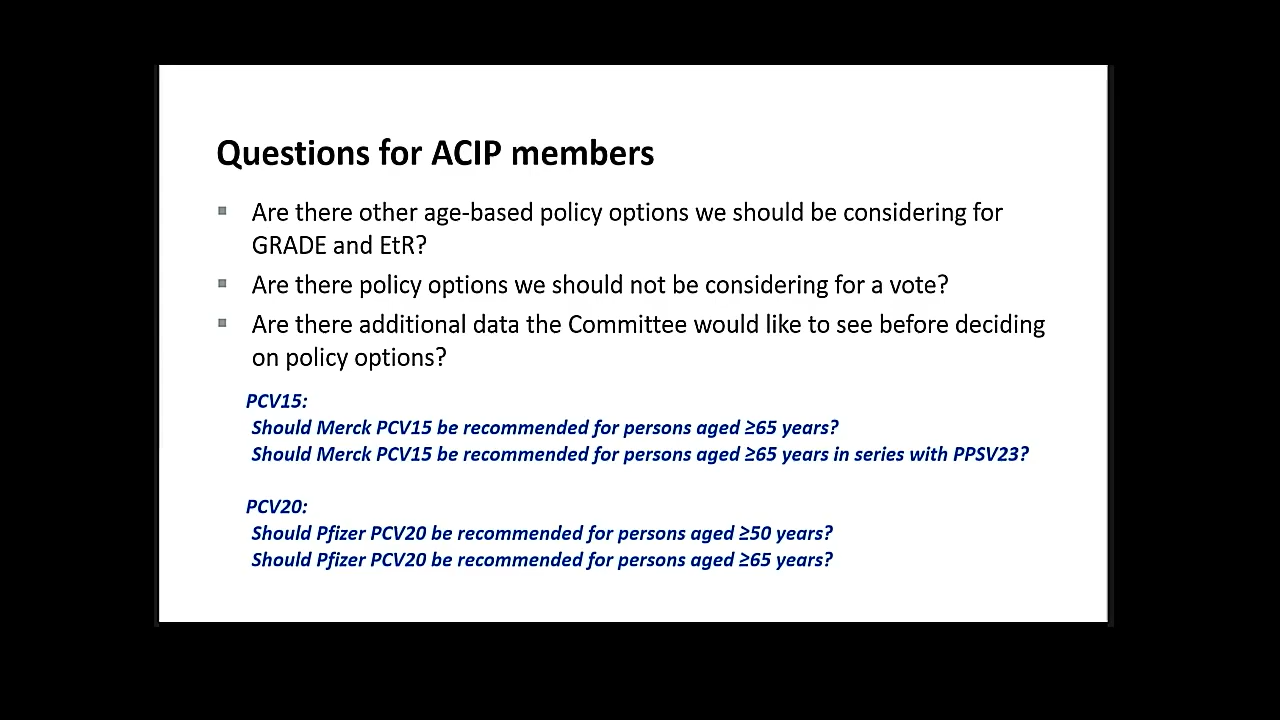 Questions for ACIP members
Are there other age-based policy options we should be considering for
GRADE and EtR?
Are there policy options we should not be considering for a vote?
Are there additional data the Committee would like to see before deciding
on policy options?
PCV15:
Should Merck PCV15 be recommended for persons aged ≥65 years?
Should Merck PCV15 be recommended for persons aged ≥65 years in series with PPSV23?
PCV20:
Should Pfizer PCV20 be recommended for persons aged ≥50 years?
Should Pfizer PCV20 be recommended for persons aged ≥65 years?